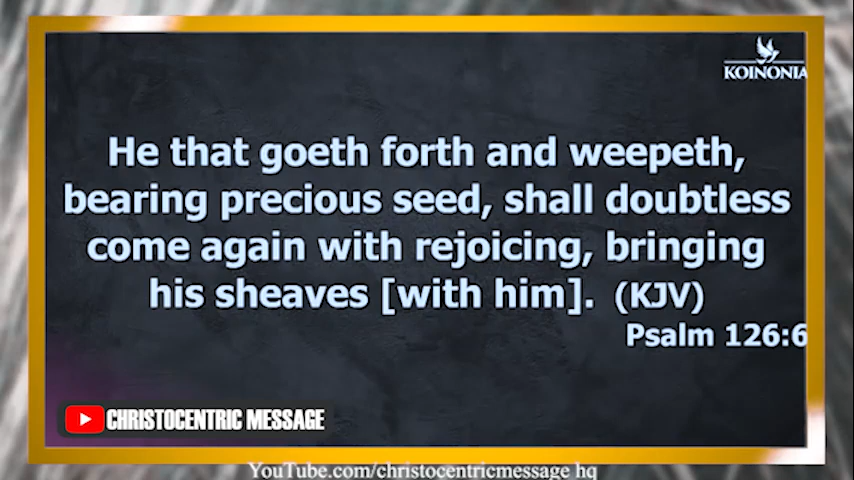 KOINONIA
He that goeth forth and weepeth,
bearing precious seed, shall doubtless
come again with rejoicing, bringing
his sheaves [with him]. (KJV)
Psalm 126:6
CHRISTOCENTRIC MESSAGE
YouTube.com/christocentricmessage hq